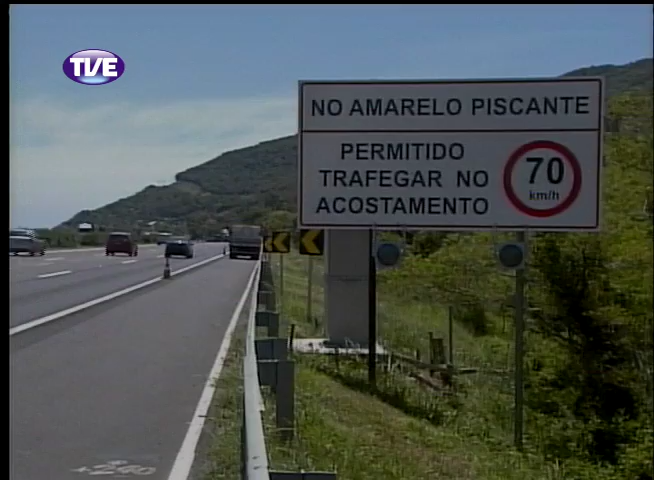 TVE
NO AMARELO PISCANTE
PERMITIDO
TRAFEGAR NO
ACOSTAMENTO
70
km/h